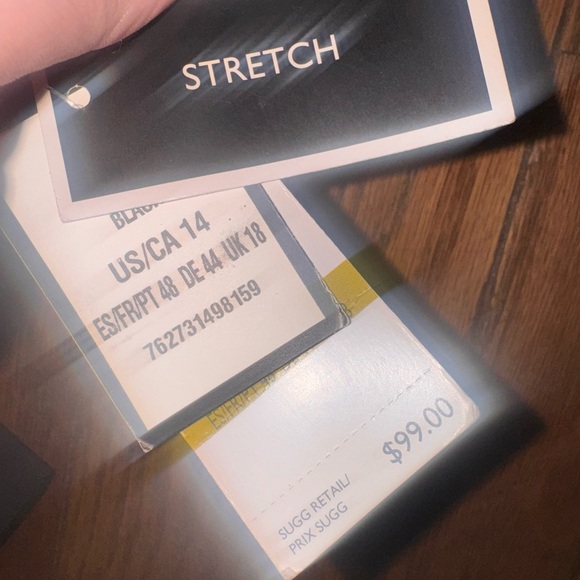 STRETCH
US/CA 14
ES/FR/PT 48 DE 44 UK 18
762731498159
$99.00
SUGG RETAIL/
PRIX SUGG